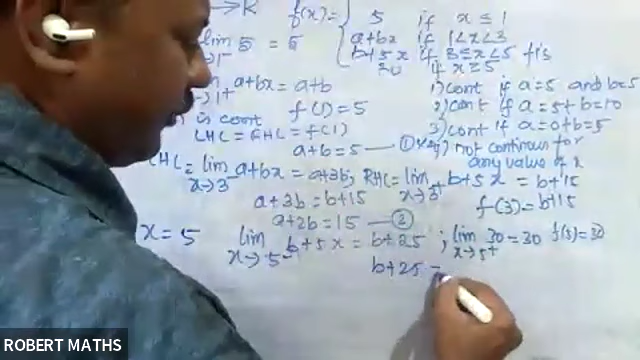 →R f(x)= 5 if x ≤ 1
a+bx if 1<x<3
b+5x if 3≤x<5 f is
30 if x≥5
lim 5 = 5
x→1⁻
lim a+bx = a+b
x→1⁺
1) cont if a=5 and b=5
f(1)=5
2) cont if a=5+b=10
is cont
LHL=RHL=f(1)
3) cont if a=0+b=5
a+b=5 — ①
4) not continous for
any value of x
LHL= lim a+bx = a+3b; RHL= lim b+5x = b+15
x→3⁻ x→3⁺
a+3b=b+15 f(3)=b+15
a+2b=15 — ②
x=5 lim b+5x = b+25 ; lim 30=30 f(5)=30
x→5⁻ x→5⁺
b+25 =
ROBERT MATHS